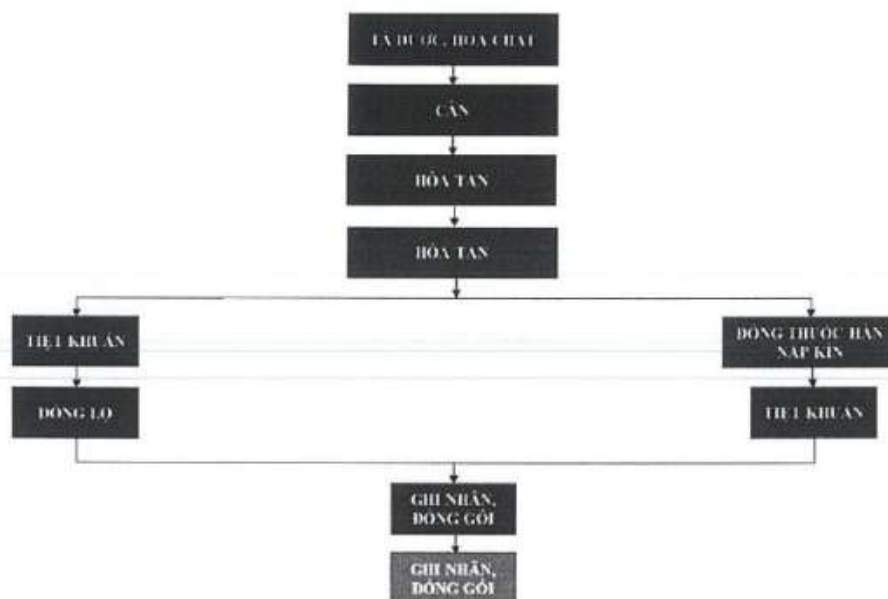 TÁ DƯỢC, HÓA CHẤT
CÂN
HÒA TAN
HÒA TAN
TIỆT KHUẨN
ĐÓNG THUỐC HÀN
NẮP KÍN
ĐÓNG LỌ
TIỆT KHUẨN
GHI NHÃN,
ĐÓNG GÓI
GHI NHÃN,
ĐÓNG GÓI